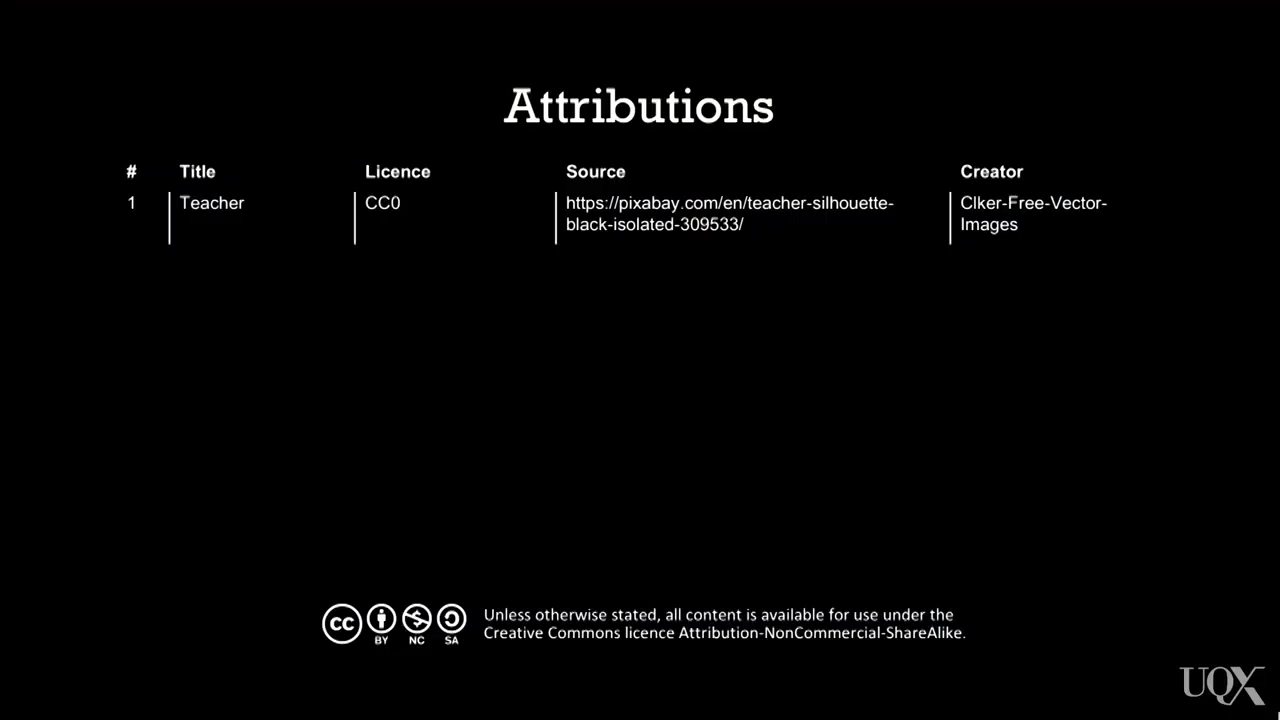 Attributions
# Title Licence Source Creator
1 Teacher CC0 https://pixabay.com/en/teacher-silhouette- Clker-Free-Vector-
black-isolated-309533/ Images
Unless otherwise stated, all content is available for use under the
Creative Commons licence Attribution-NonCommercial-ShareAlike.
CC BY NC SA
UQX